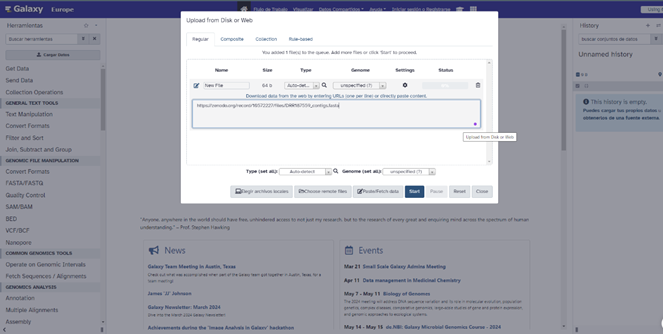 Galaxy Europe
Flujo de Trabajo Visualizar Datos Compartidos Ayuda Iniciar sesión o Registrarse
Using
Upload from Disk or Web
Regular Composite Collection Rule-based
You added 1 file(s) to the queue. Add more files or click 'Start' to proceed.
Name Size Type Genome Settings Status
New File 64 b Auto-det... unspecified (?)
Download data from the web by entering URLs (one per line) or directly paste content.
Upload from Disk or Web
Type (set all): Auto-detect Genome (set all): unspecified (?)
Elegir archivos locales Choose remote files Paste/Fetch data Start Pause Reset Close
Herramientas
Buscar herramientas
Cargar Datos
Get Data
Send Data
Collection Operations
GENERAL TEXT TOOLS
Text Manipulation
Convert Formats
Filter and Sort
Join, Subtract and Group
GENOMIC FILE MANIPULATION
Convert Formats
FASTA/FASTQ
Quality Control
SAM/BAM
BED
VCF/BCF
Nanopore
COMMON GENOMICS TOOLS
Operate on Genomic Intervals
Fetch Sequences / Alignments
GENOMICS ANALYSIS
Annotation
Multiple Alignments
Assembly
"Anyone, anywhere in the world should have free, unhindered access to not just my research, but to the research of every great and enquiring mind across the spectrum of human
understanding." – Prof. Stephen Hawking
News
Galaxy Team Meeting in Austin, Texas
James 'JJ' Johnson
Galaxy Newsletter: March 2024
Achievements during the "Image Analysis in Galaxy" hackathon
Events
Mar 21 Small Scale Galaxy Admins Meeting
Apr 11 Data management in Medicinal Chemistry
May 7 - May 11 Biology of Genomes
May 14 - May 15 de.NBI: Galaxy Microbial Genomics Course - 2024
History
buscar conjunto de datos
Unnamed history
This history is empty.
Puedes cargar tus propios datos u
obtenerlos de una fuente externa.